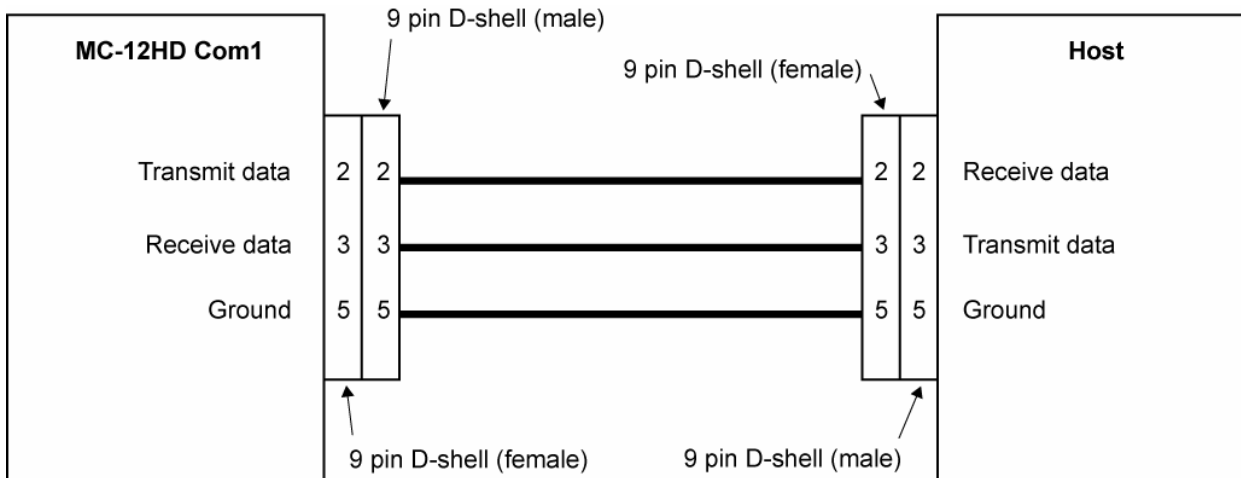 9 pin D-shell (male)
MC-12HD Com1
Host
9 pin D-shell (female)
Transmit data 2 2 2 2 Receive data
Receive data 3 3 3 3 Transmit data
Ground 5 5 5 5 Ground
9 pin D-shell (female)
9 pin D-shell (male)